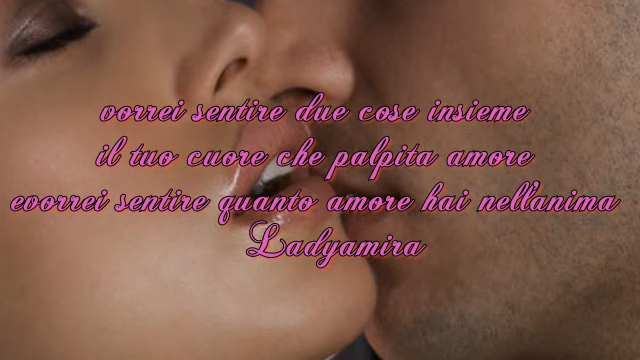 vorrei sentire due cose insieme
il tuo cuore che palpita amore
evorrei sentire quanto amore hai nell'anima
Ladyamira